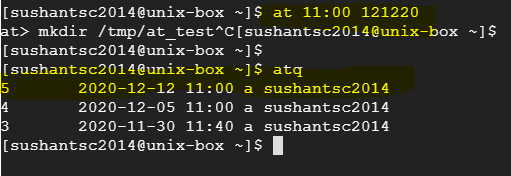 [sushantsc2014@unix-box ~]$ at 11:00 121220
at> mkdir /tmp/at_test^C[sushantsc2014@unix-box ~]$
[sushantsc2014@unix-box ~]$
[sushantsc2014@unix-box ~]$ atq
5 2020-12-12 11:00 a sushantsc2014
4 2020-12-05 11:00 a sushantsc2014
3 2020-11-30 11:40 a sushantsc2014
[sushantsc2014@unix-box ~]$